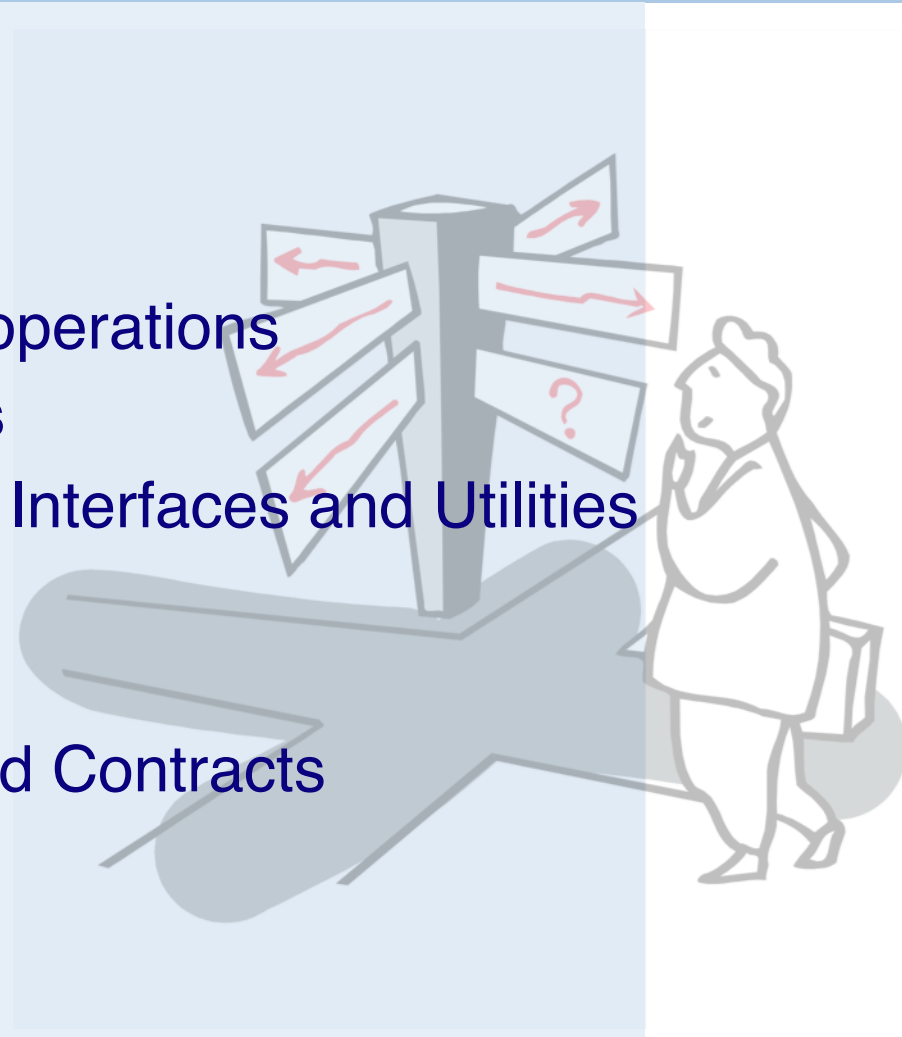 operations
s
Interfaces and Utilities
d Contracts
?